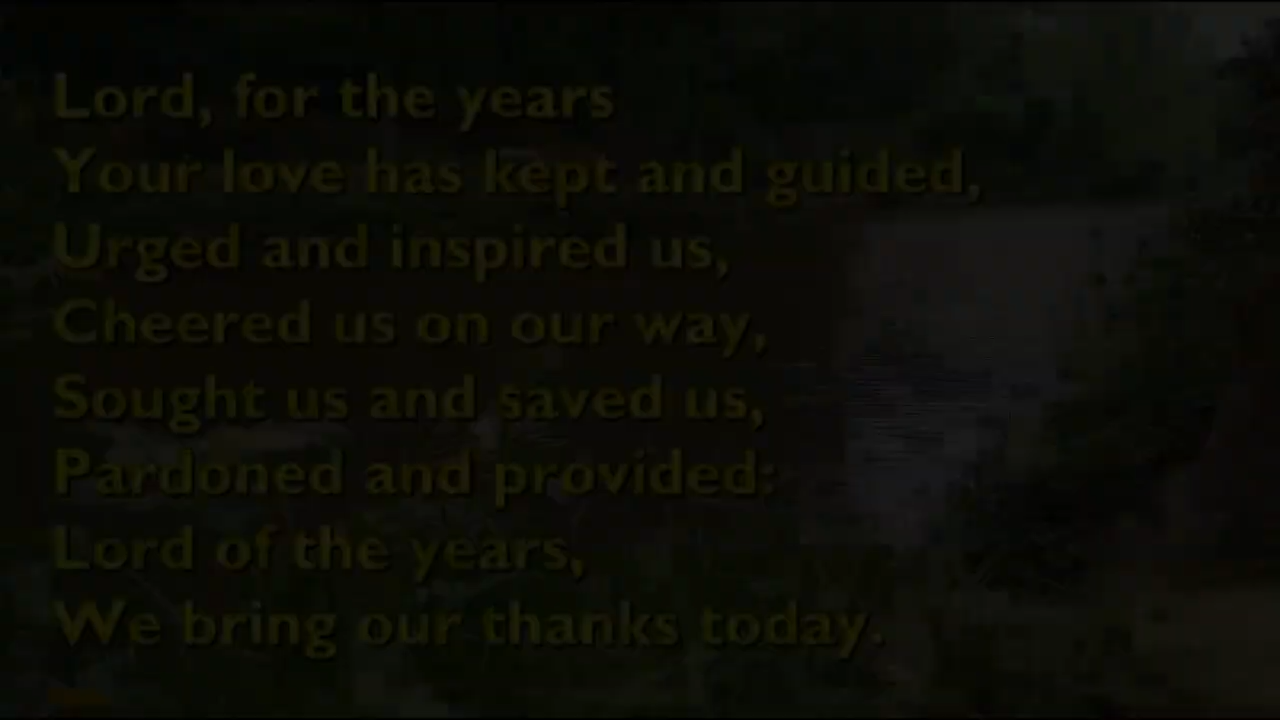 Lord, for the years
Your love has kept and guided,
Urged and inspired us,
Cheered us on our way,
Sought us and saved us,
Pardoned and provided:
Lord of the years,
We bring our thanks today.